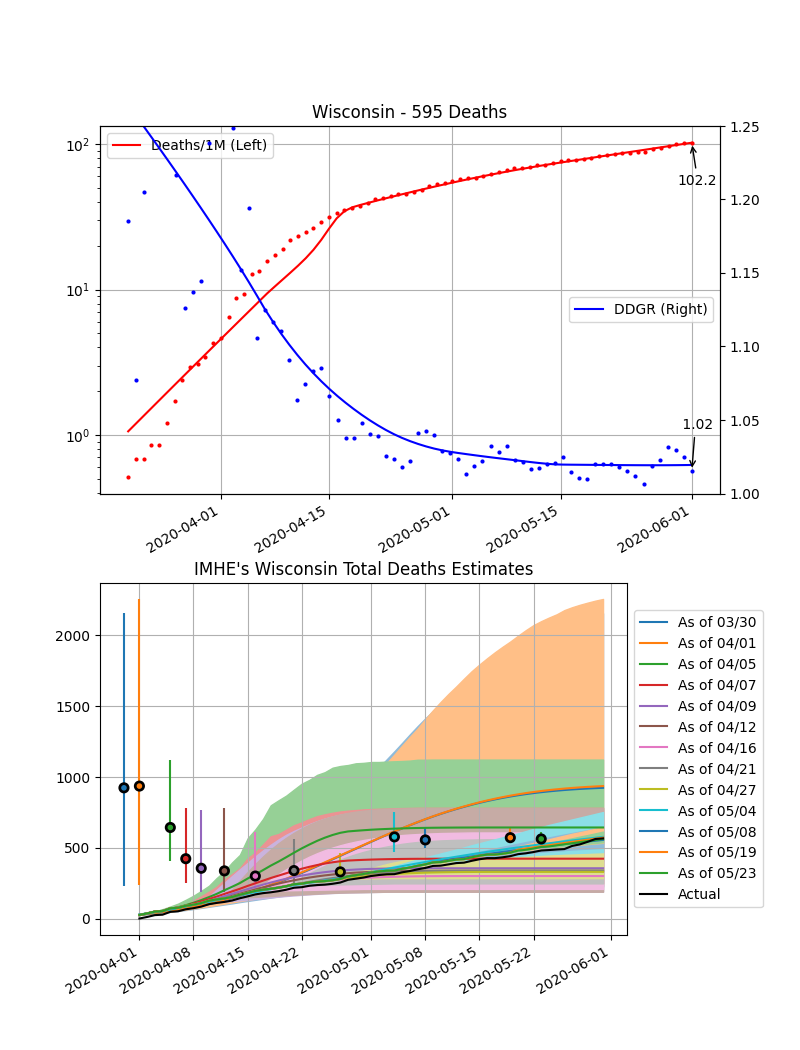 Wisconsin - 595 Deaths
Deaths/1M (Left)
DDGR (Right)
102.2
1.02
10²
10¹
10⁰
1.25
1.20
1.15
1.10
1.05
1.00
2020-04-01
2020-04-15
2020-05-01
2020-05-15
2020-06-01
IMHE's Wisconsin Total Deaths Estimates
2000
1500
1000
500
0
2020-04-01
2020-04-08
2020-04-15
2020-04-22
2020-05-01
2020-05-08
2020-05-15
2020-05-22
2020-06-01
As of 03/30
As of 04/01
As of 04/05
As of 04/07
As of 04/09
As of 04/12
As of 04/16
As of 04/21
As of 04/27
As of 05/04
As of 05/08
As of 05/19
As of 05/23
Actual